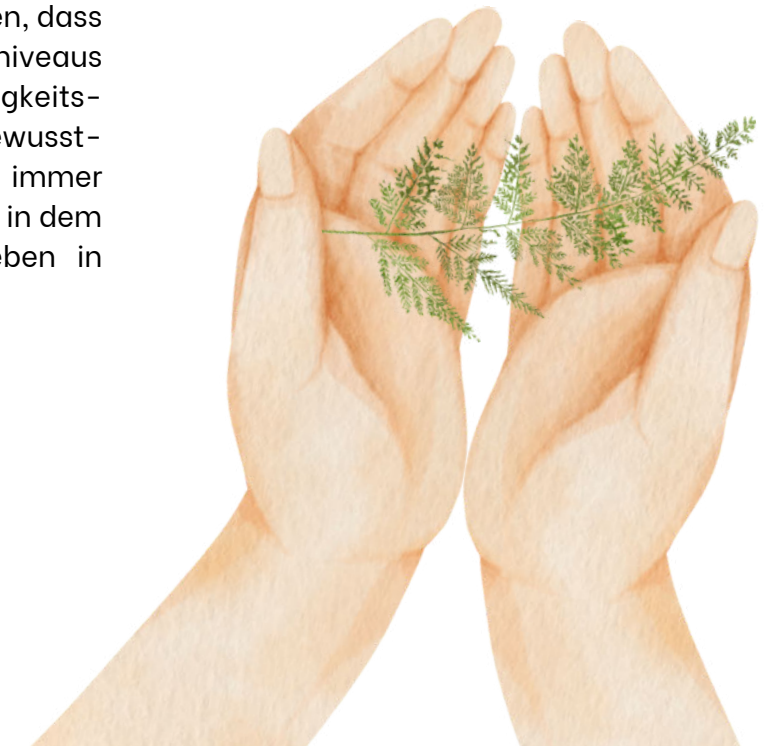 en, dass
niveaus
gkeits-
ewusst-
immer
in dem
eben in